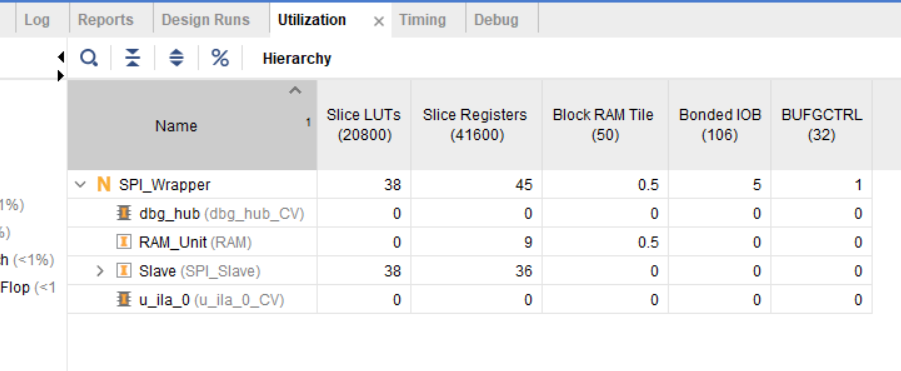 Log Reports Design Runs Utilization × Timing Debug
% Hierarchy
Name 1 Slice LUTs (20800) Slice Registers (41600) Block RAM Tile (50) Bonded IOB (106) BUFGCTRL (32)
N SPI_Wrapper 38 45 0.5 5 1
1%) dbg_hub (dbg_hub_CV) 0 0 0 0 0
%) I RAM_Unit (RAM) 0 9 0.5 0 0
h (<1%) I Slave (SPI_Slave) 38 36 0 0 0
Flop (<1 u_ila_0 (u_ila_0_CV) 0 0 0 0 0